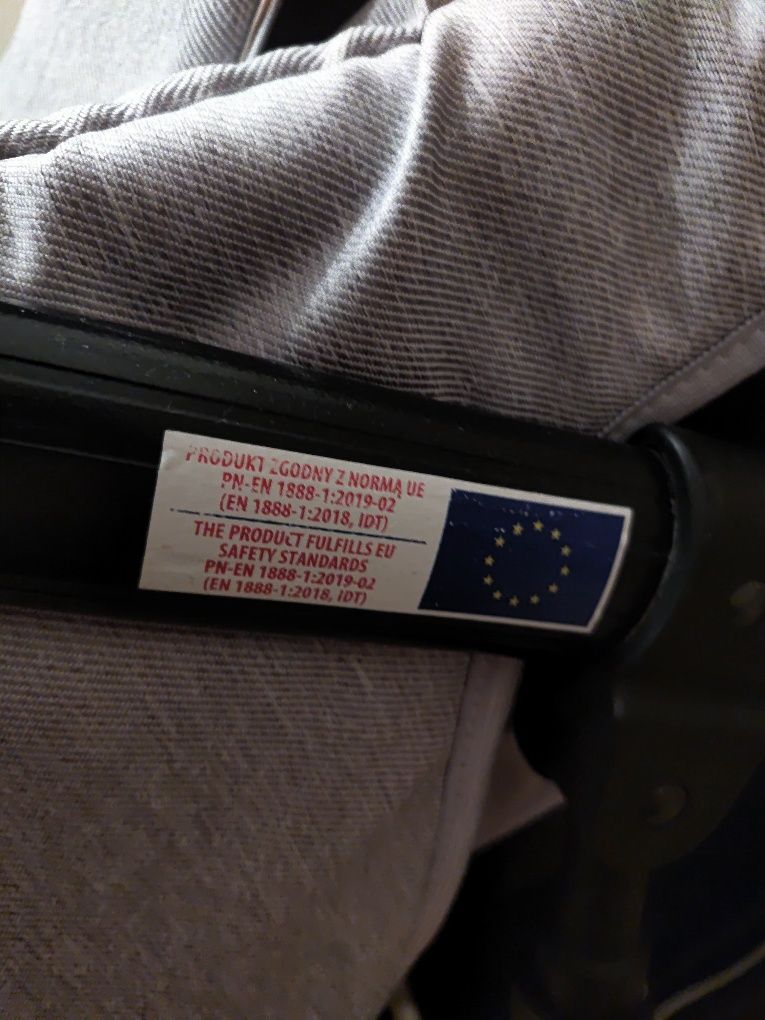 PRODUKT ZGODNY Z NORMĄ UE
PN-EN 1888-1:2019-02
(EN 1888-1:2018, IDT)
THE PRODUCT FULFILLS EU
SAFETY STANDARDS
PN-EN 1888-1:2019-02
(EN 1888-1:2018, IDT)